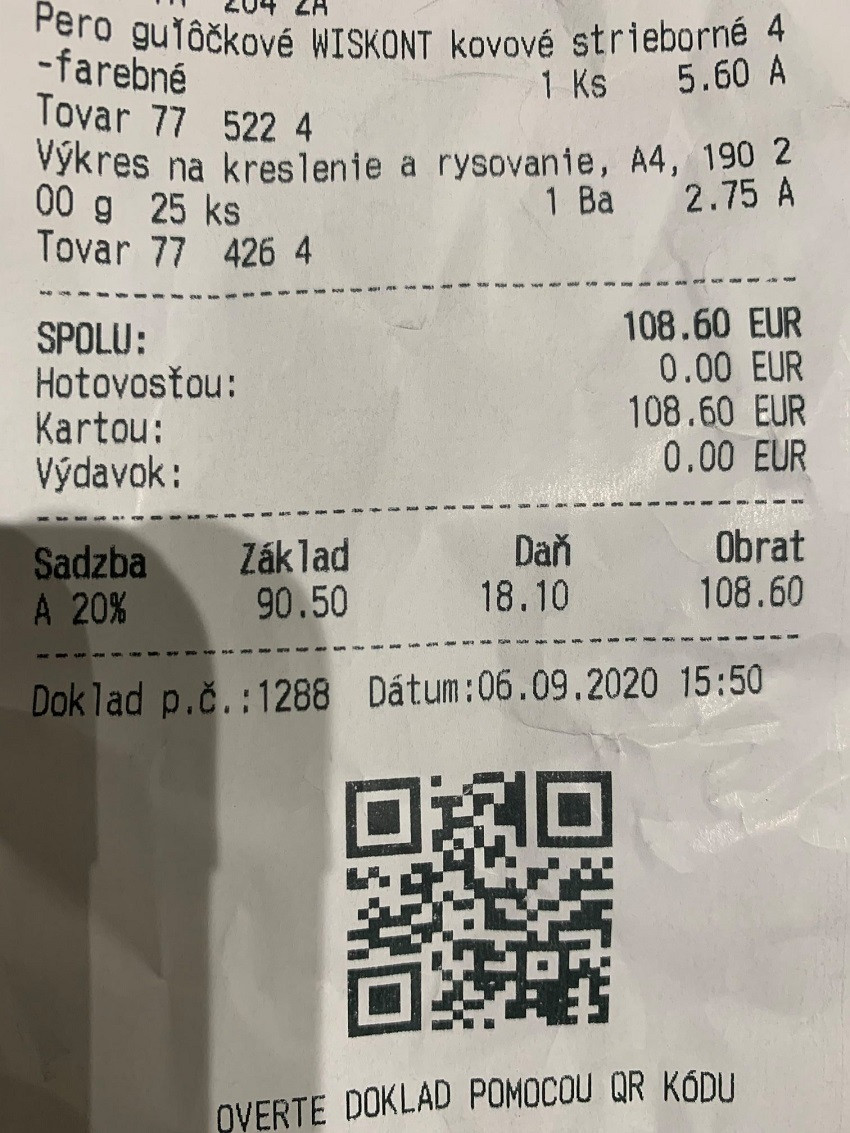 204 ZA
Pero guľôčkové WISKONT kovové strieborné 4
-farebné 1 Ks 5.60 A
Tovar 77 522 4
Výkres na kreslenie a rysovanie, A4, 190 2
00 g 25 ks 1 Ba 2.75 A
Tovar 77 426 4
SPOLU: 108.60 EUR
Hotovosťou: 0.00 EUR
Kartou: 108.60 EUR
Výdavok: 0.00 EUR
Sadzba Základ Daň Obrat
A 20% 90.50 18.10 108.60
Doklad p.č.:1288 Dátum:06.09.2020 15:50
OVERTE DOKLAD POMOCOU QR KÓDU